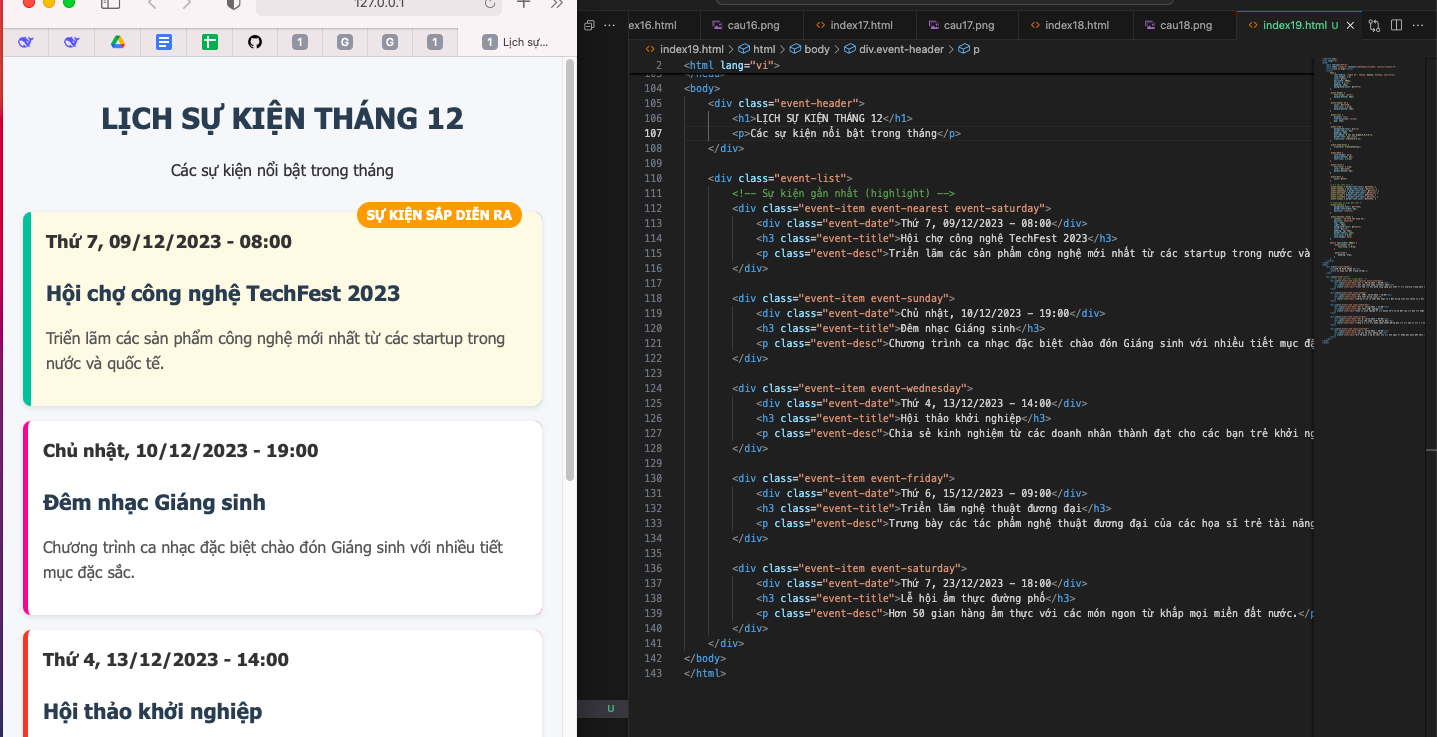 127.0.0.1
1
G
G
1
1 Lịch sự...
LỊCH SỰ KIỆN THÁNG 12
Các sự kiện nổi bật trong tháng
SỰ KIỆN SẮP DIỄN RA
Thứ 7, 09/12/2023 - 08:00
Hội chợ công nghệ TechFest 2023
Triển lãm các sản phẩm công nghệ mới nhất từ các startup trong
nước và quốc tế.
Chủ nhật, 10/12/2023 - 19:00
Đêm nhạc Giáng sinh
Chương trình ca nhạc đặc biệt chào đón Giáng sinh với nhiều tiết
mục đặc sắc.
Thứ 4, 13/12/2023 - 14:00
Hội thảo khởi nghiệp
ex16.html cau16.png index17.html cau17.png index18.html cau18.png index19.html U
index19.html > html > body > div.event-header > p
2 <html lang="vi">
103 </head>
104 <body>
105 <div class="event-header">
106 <h1>LỊCH SỰ KIỆN THÁNG 12</h1>
107 <p>Các sự kiện nổi bật trong tháng</p>
108 </div>
109
110 <div class="event-list">
111 <!-- Sự kiện gần nhất (highlight) -->
112 <div class="event-item event-nearest event-saturday">
113 <div class="event-date">Thứ 7, 09/12/2023 - 08:00</div>
114 <h3 class="event-title">Hội chợ công nghệ TechFest 2023</h3>
115 <p class="event-desc">Triển lãm các sản phẩm công nghệ mới nhất từ các startup trong nước và
116 </div>
117
118 <div class="event-item event-sunday">
119 <div class="event-date">Chủ nhật, 10/12/2023 - 19:00</div>
120 <h3 class="event-title">Đêm nhạc Giáng sinh</h3>
121 <p class="event-desc">Chương trình ca nhạc đặc biệt chào đón Giáng sinh với nhiều tiết mục đặ
122 </div>
123
124 <div class="event-item event-wednesday">
125 <div class="event-date">Thứ 4, 13/12/2023 - 14:00</div>
126 <h3 class="event-title">Hội thảo khởi nghiệp</h3>
127 <p class="event-desc">Chia sẻ kinh nghiệm từ các doanh nhân thành đạt cho các bạn trẻ khởi ng
128 </div>
129
130 <div class="event-item event-friday">
131 <div class="event-date">Thứ 6, 15/12/2023 - 09:00</div>
132 <h3 class="event-title">Triển lãm nghệ thuật đương đại</h3>
133 <p class="event-desc">Trưng bày các tác phẩm nghệ thuật đương đại của các họa sĩ trẻ tài năng
134 </div>
135
136 <div class="event-item event-saturday">
137 <div class="event-date">Thứ 7, 23/12/2023 - 18:00</div>
138 <h3 class="event-title">Lễ hội ẩm thực đường phố</h3>
139 <p class="event-desc">Hơn 50 gian hàng ẩm thực với các món ngon từ khắp mọi miền đất nước.</p
140 </div>
141 </div>
142 </body>
143 </html>
U